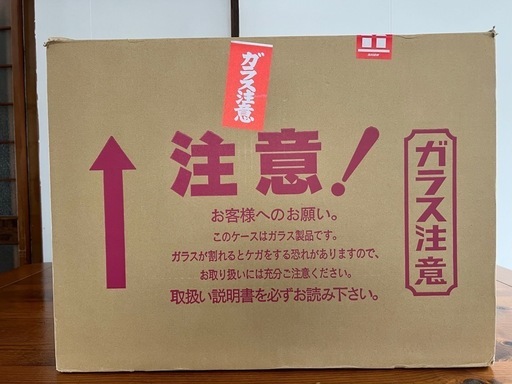 ガラス注意
注意!
お客様へのお願い。
このケースはガラス製品です。
ガラスが割れるとケガをする恐れがありますので、
お取り扱いには充分ご注意ください。
取扱い説明書を必ずお読み下さい。
ガラス注意